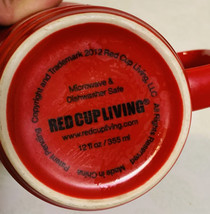 Copyright and Trademark 2012 Red Cup Living, LLC
All Rights Reserved
Microwave &
Dishwasher Safe
RED CUP LIVING®
www.redcupliving.com
12 fl oz / 355 ml
Patent Pending
Made in China